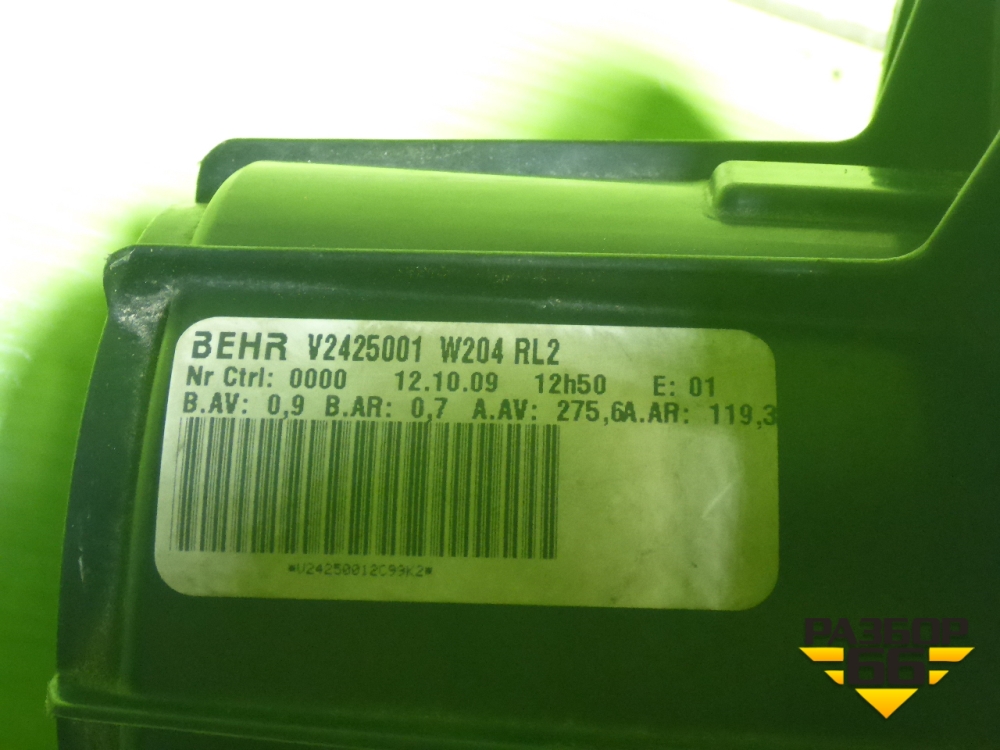 BEHR V2425001 W204 RL2
Nr Ctrl: 0000 12.10.09 12h50 E: 01
B.AV: 0,9 B.AR: 0,7 A.AV: 275,6A.AR: 119,3
*V24250012C99K2*
РАЗБОР
66